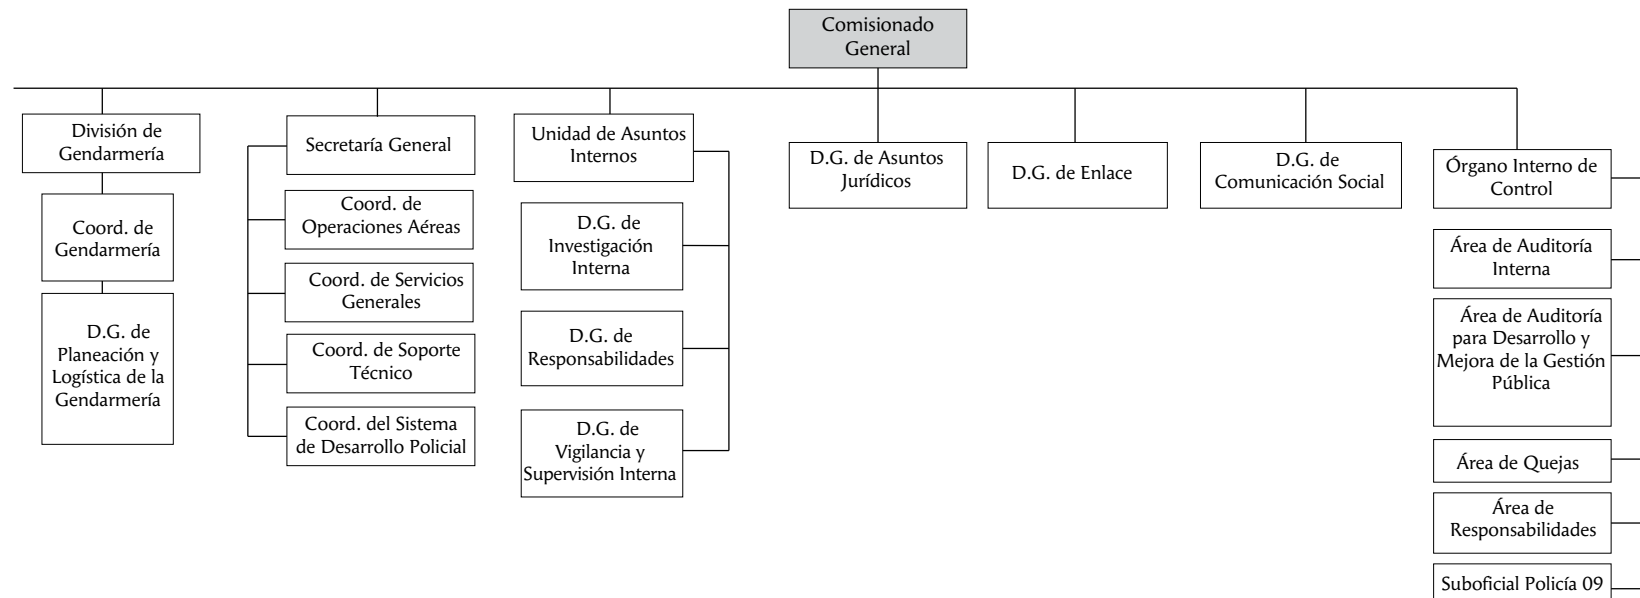 Comisionado
General
División de
Gendarmería
Coord. de
Gendarmería
D.G. de
Planeación y
Logística de la
Gendarmería
Secretaría General
Coord. de
Operaciones Aéreas
Coord. de Servicios
Generales
Coord. de Soporte
Técnico
Coord. del Sistema
de Desarrollo Policial
Unidad de Asuntos
Internos
D.G. de
Investigación
Interna
D.G. de
Responsabilidades
D.G. de
Vigilancia y
Supervisión Interna
D.G. de Asuntos
Jurídicos
D.G. de Enlace
D.G. de
Comunicación Social
Órgano Interno de
Control
Área de Auditoría
Interna
Área de Auditoría
para Desarrollo y
Mejora de la Gestión
Pública
Área de Quejas
Área de
Responsabilidades
Suboficial Policía 09